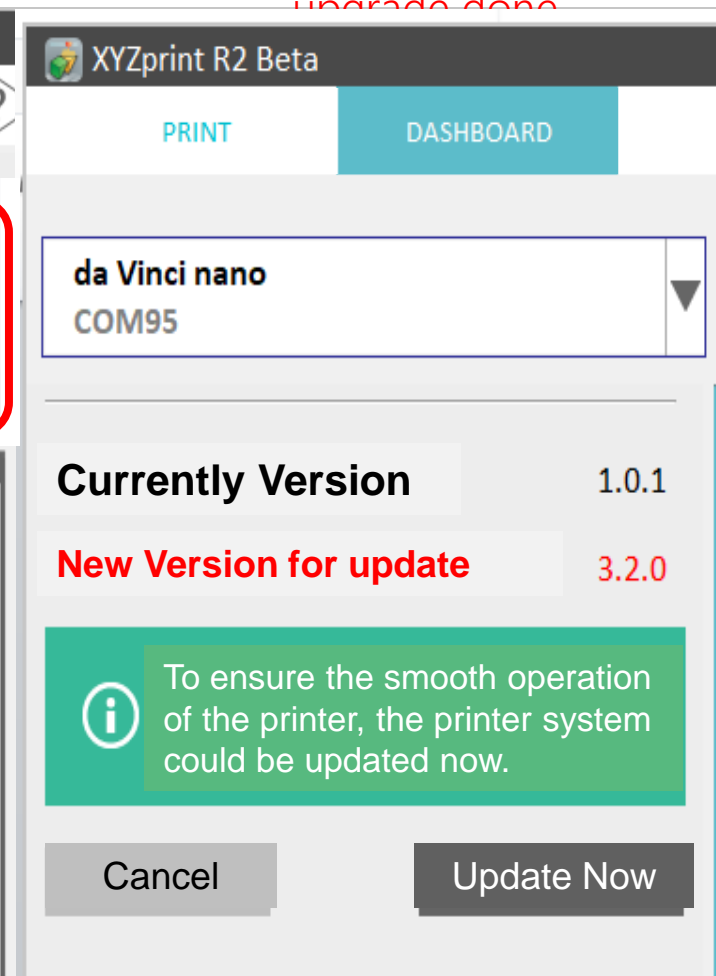 upgrade done
XYZprint R2 Beta
PRINT
DASHBOARD
da Vinci nano
COM95
Currently Version 1.0.1
New Version for update 3.2.0
To ensure the smooth operation
of the printer, the printer system
could be updated now.
Cancel
Update Now